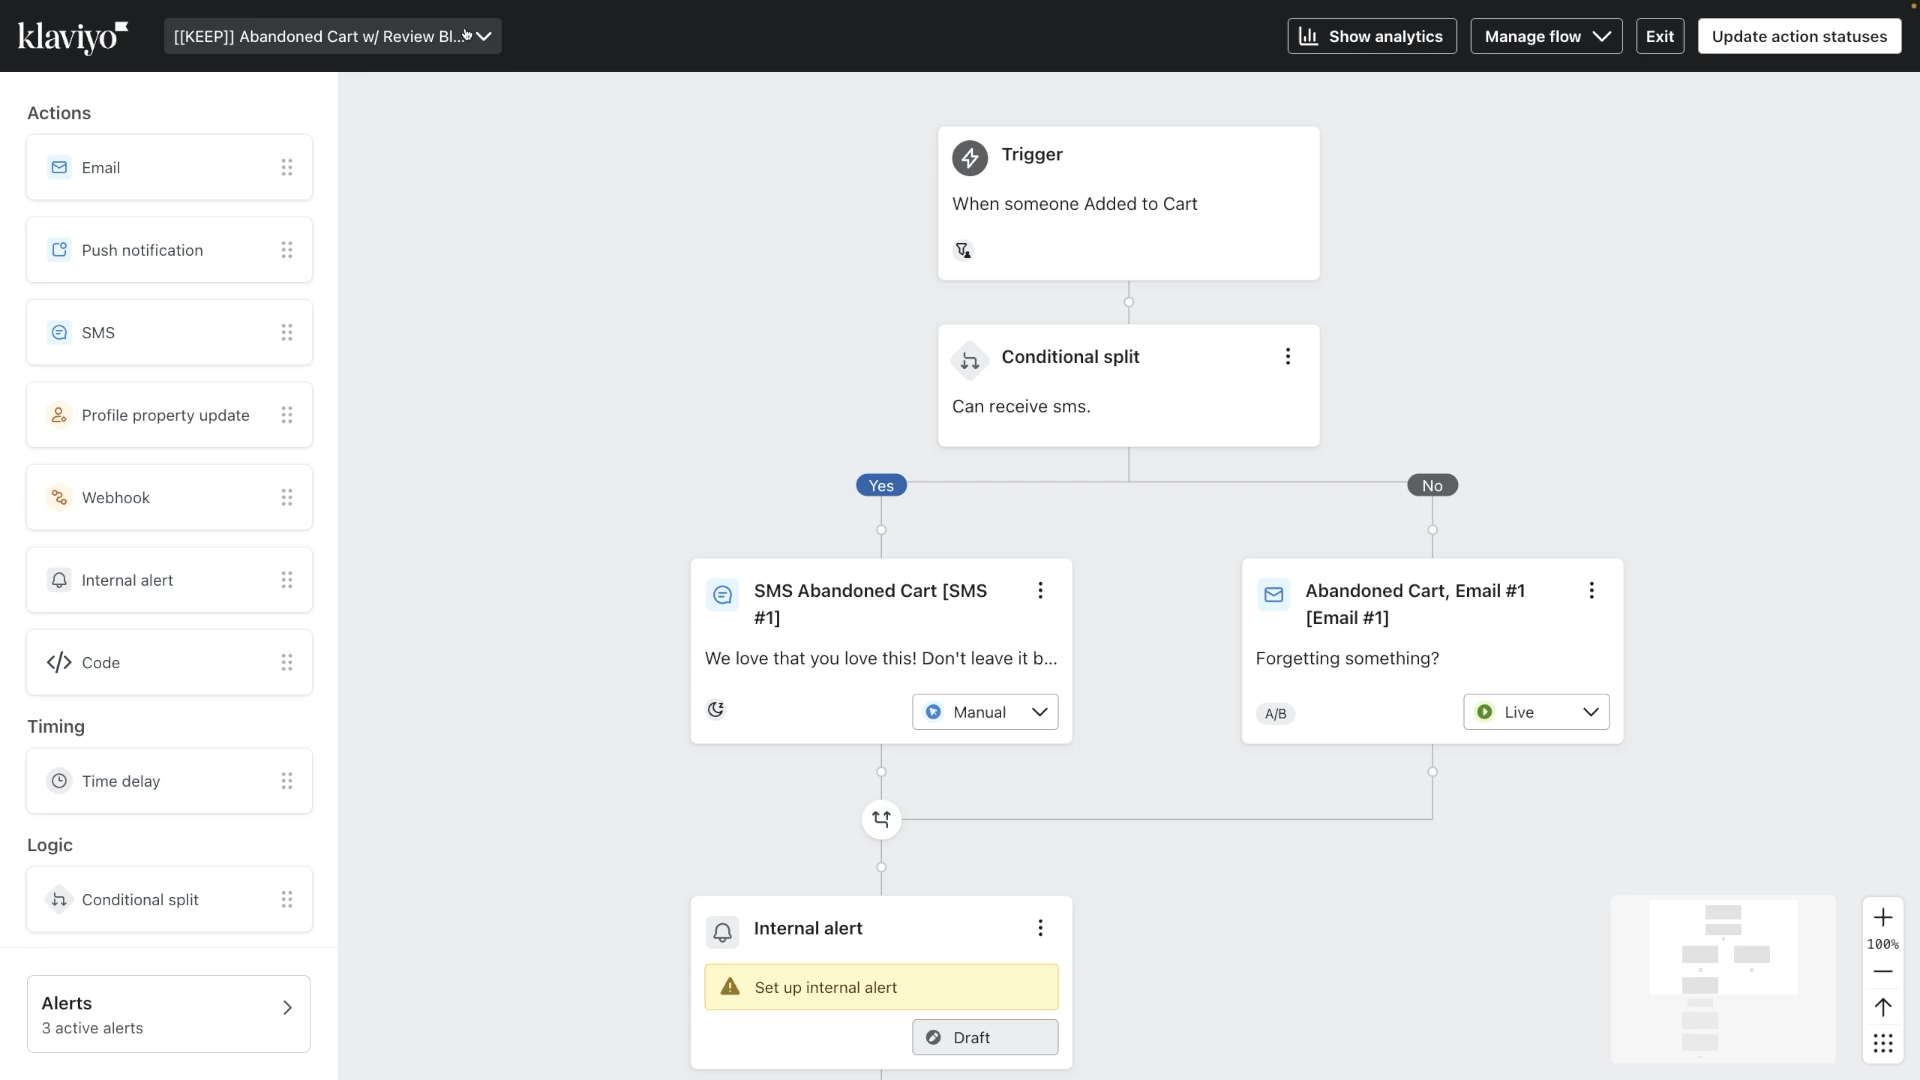 klaviyo
[[KEEP]] Abandoned Cart w/ Review Bl...
Show analytics
Manage flow
Exit
Update action statuses
Actions
Email
Push notification
SMS
Profile property update
Webhook
Internal alert
Code
Timing
Time delay
Logic
Conditional split
Alerts
3 active alerts
Trigger
When someone Added to Cart
Conditional split
Can receive sms.
Yes
No
SMS Abandoned Cart [SMS
#1]
We love that you love this! Don't leave it b...
Manual
Abandoned Cart, Email #1
[Email #1]
Forgetting something?
A/B
Live
Internal alert
Set up internal alert
Draft
100%